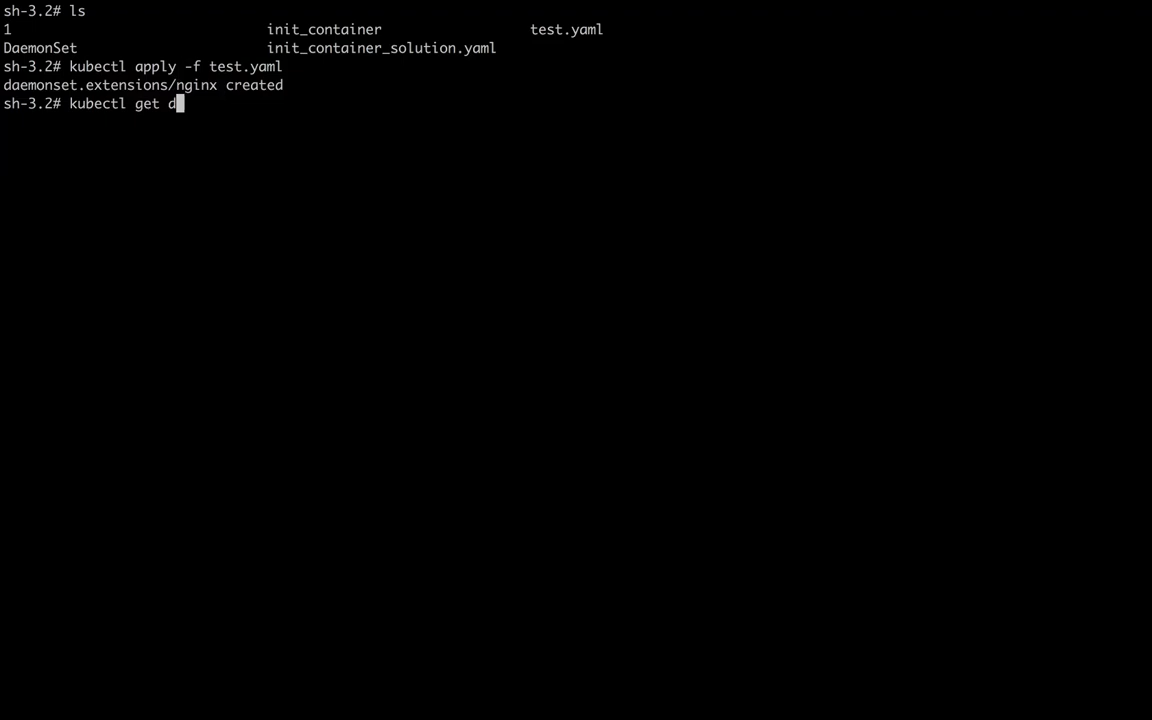 sh-3.2# ls
1 init_container test.yaml
DaemonSet init_container_solution.yaml
sh-3.2# kubectl apply -f test.yaml
daemonset.extensions/nginx created
sh-3.2# kubectl get d